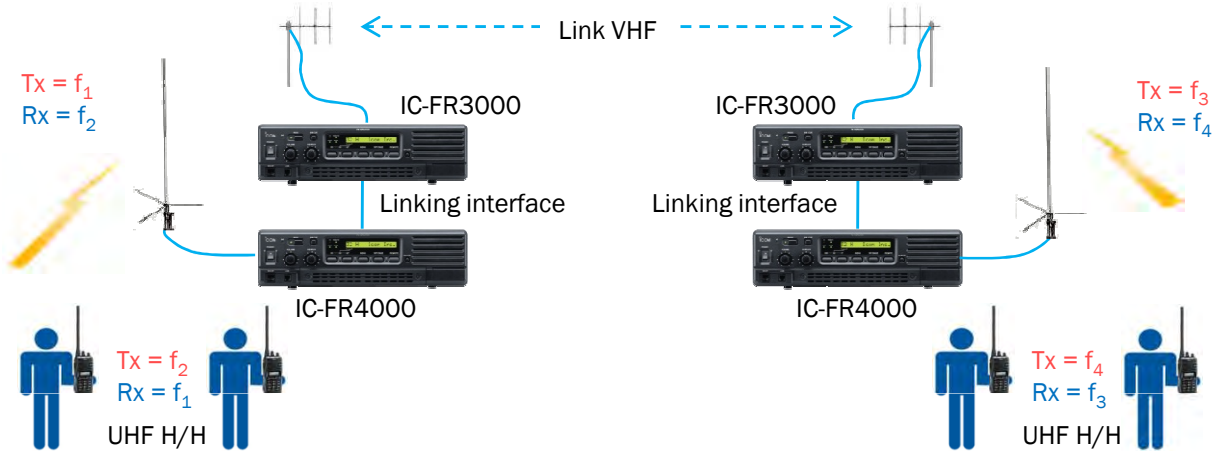 Link VHF
Tx = f₁
Rx = f₂
IC-FR3000
IC-FR3000
Tx = f₃
Rx = f₄
Linking interface
Linking interface
IC-FR4000
IC-FR4000
Tx = f₂
Rx = f₁
UHF H/H
Tx = f₄
Rx = f₃
UHF H/H